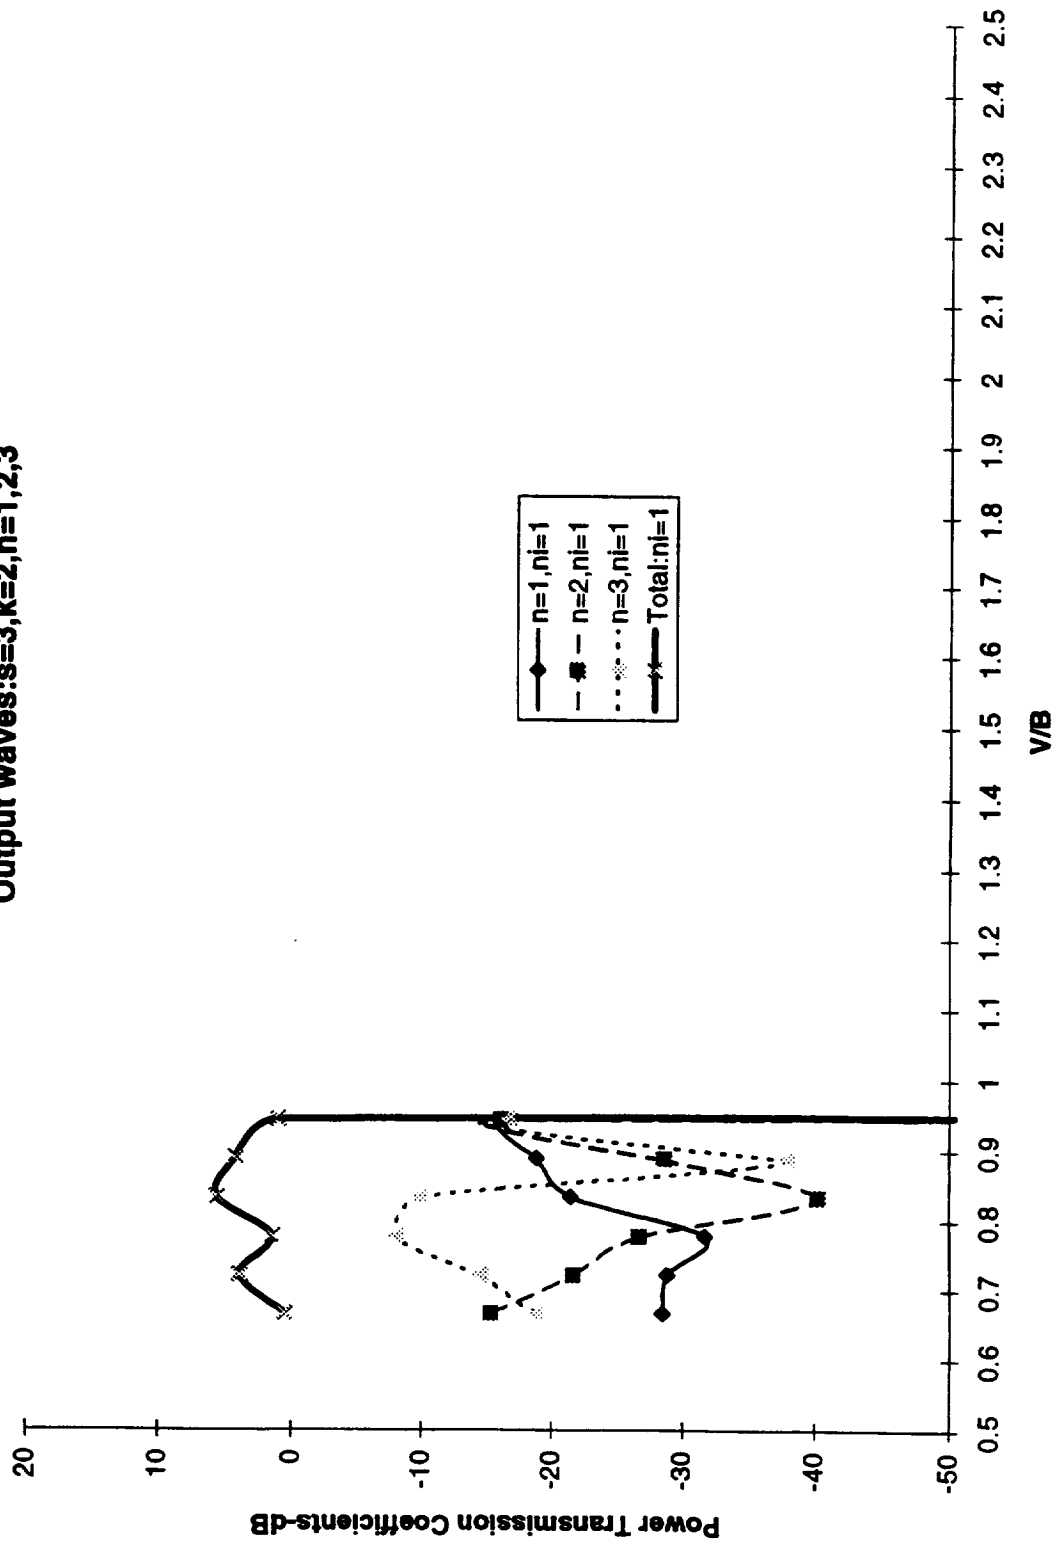 Output waves:s=3,k=2,n=1,2,3
20
10
0
-10
-20
-30
-40
-50
Power Transmission Coefficients-dB
n=1,ni=1
n=2,ni=1
n=3,ni=1
Total:ni=1
0.5 0.6 0.7 0.8 0.9 1 1.1 1.2 1.3 1.4 1.5 1.6 1.7 1.8 1.9 2 2.1 2.2 2.3 2.4 2.5
V/B